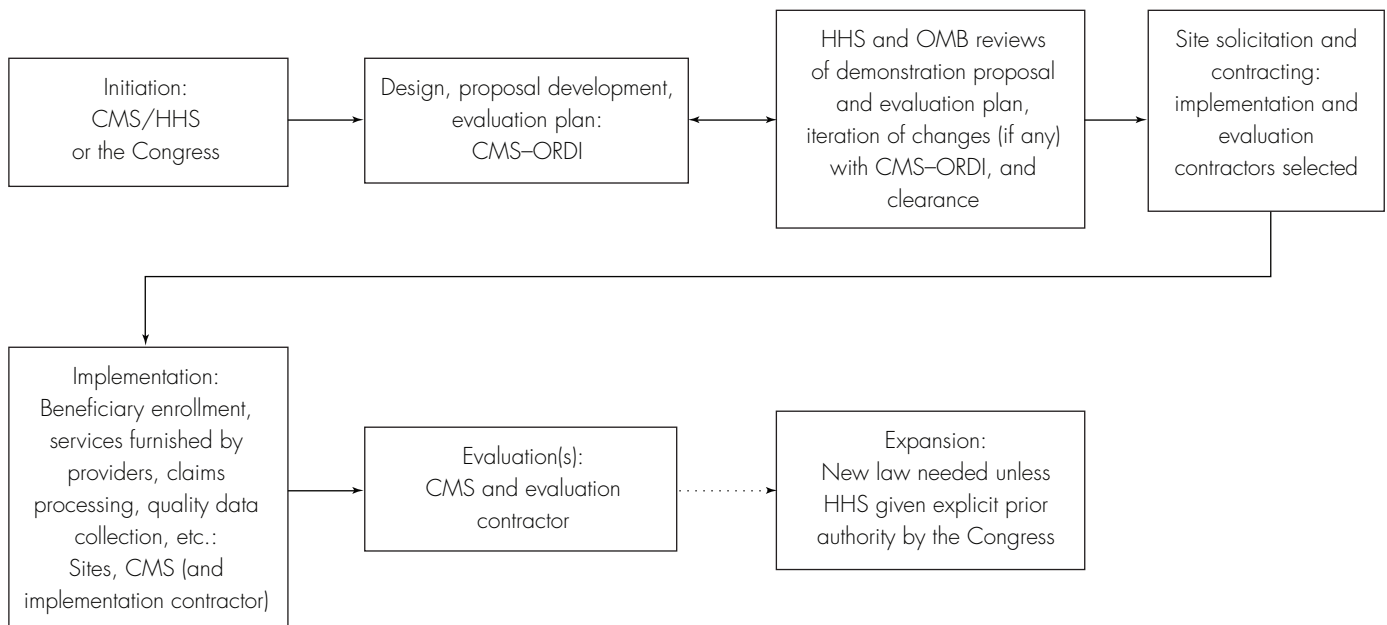 Initiation:
CMS/HHS
or the Congress
Design, proposal development,
evaluation plan:
CMS–ORDI
HHS and OMB reviews
of demonstration proposal
and evaluation plan,
iteration of changes (if any)
with CMS–ORDI, and
clearance
Site solicitation and
contracting:
implementation and
evaluation
contractors selected
Implementation:
Beneficiary enrollment,
services furnished by
providers, claims
processing, quality data
collection, etc.:
Sites, CMS (and
implementation contractor)
Evaluation(s):
CMS and evaluation
contractor
Expansion:
New law needed unless
HHS given explicit prior
authority by the Congress